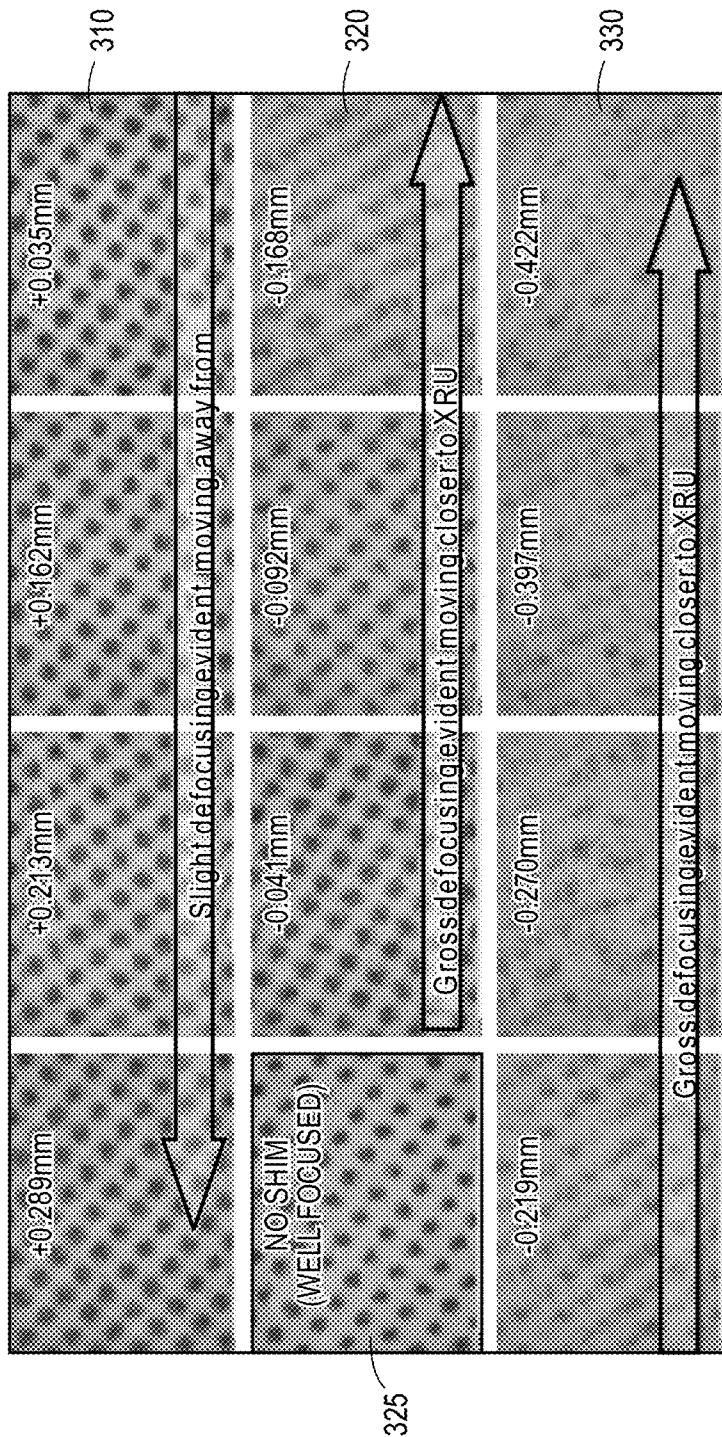 +0.289mm
+0.213mm
+0.162mm
+0.035mm
310
Slight defocusing evident moving away from
NO SHIM
(WELL FOCUSED)
-0.041mm
-0.092mm
-0.168mm
320
325
Gross defocusing evident moving closer to XRU
-0.219mm
-0.270mm
-0.397mm
-0.422mm
330
Gross defocusing evident moving closer to XRU